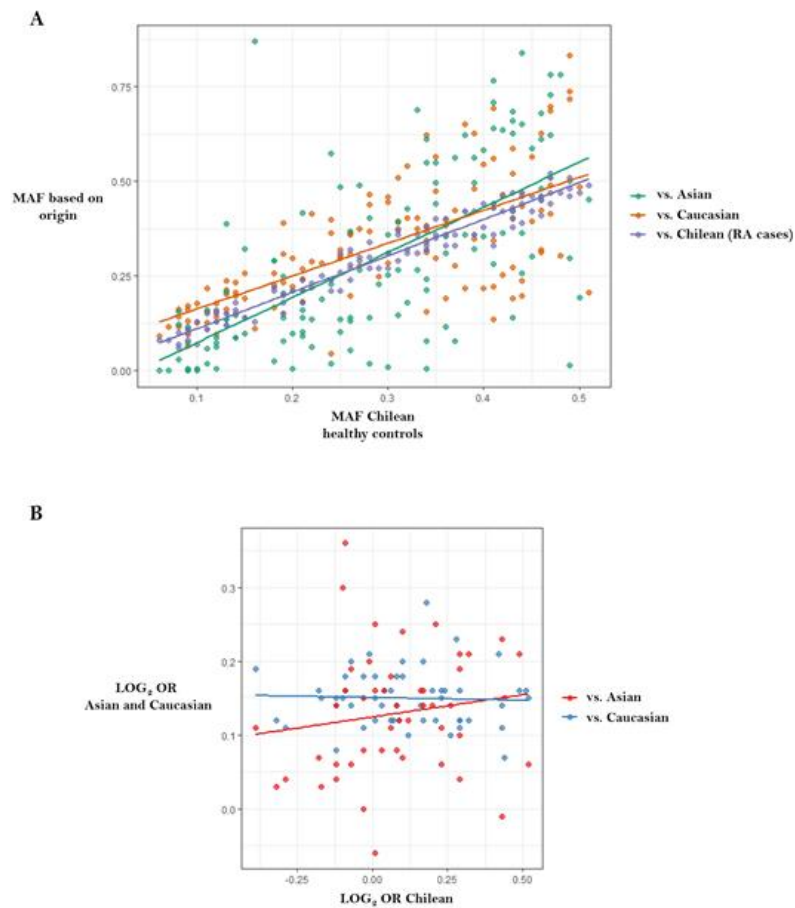 A
0.75
0.50
0.25
0.00
0.1 0.2 0.3 0.4 0.5
MAF based on
origin
MAF Chilean
healthy controls
vs. Asian
vs. Caucasian
vs. Chilean (RA cases)
B
0.3
0.2
0.1
0.0
-0.25 0.00 0.25 0.50
LOG₂ OR
Asian and Caucasian
LOG₂ OR Chilean
vs. Asian
vs. Caucasian